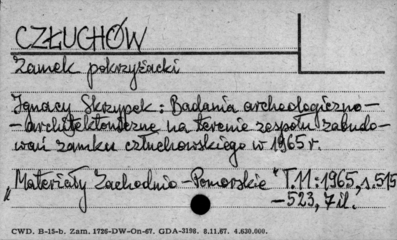 CZŁUCHÓW
Zamek pokrzyżacki
Ignacy Skrzypek: Badania archeologiczno-
-architektoniczne na terenie zespołu zabudo-
wań zamku człuchowskiego w 1965 r.
"Materiały Zachodnio-Pomorskie" T.11:1965, s.515
-523, 7 il.
CWD. B-15-b. Zam. 1726-DW-On-67. GDA-3198. 8.11.67. 4.630.000.